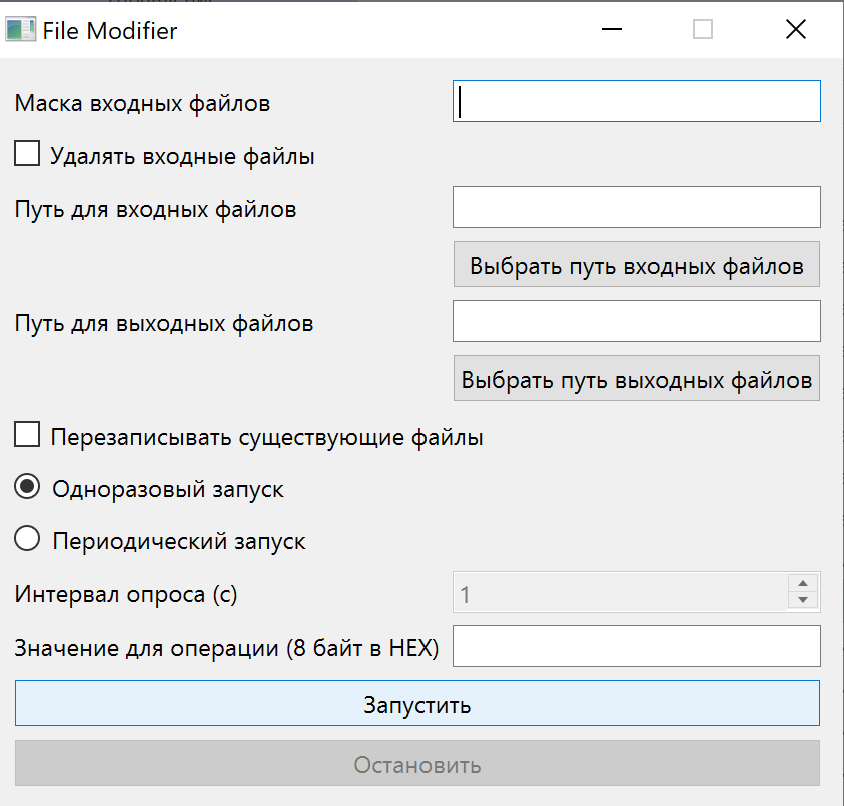 File Modifier
Маска входных файлов
Удалять входные файлы
Путь для входных файлов
Выбрать путь входных файлов
Путь для выходных файлов
Выбрать путь выходных файлов
Перезаписывать существующие файлы
Одноразовый запуск
Периодический запуск
Интервал опроса (с) 1
Значение для операции (8 байт в HEX)
Запустить
Остановить